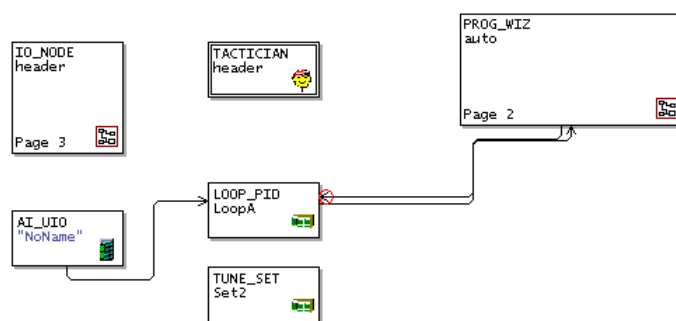 IO_NODE
header
Page 3
TACTICIAN
header
PROG_WIZ
auto
Page 2
AI_UIO
"NoName"
LOOP_PID
LoopA
TUNE_SET
Set2